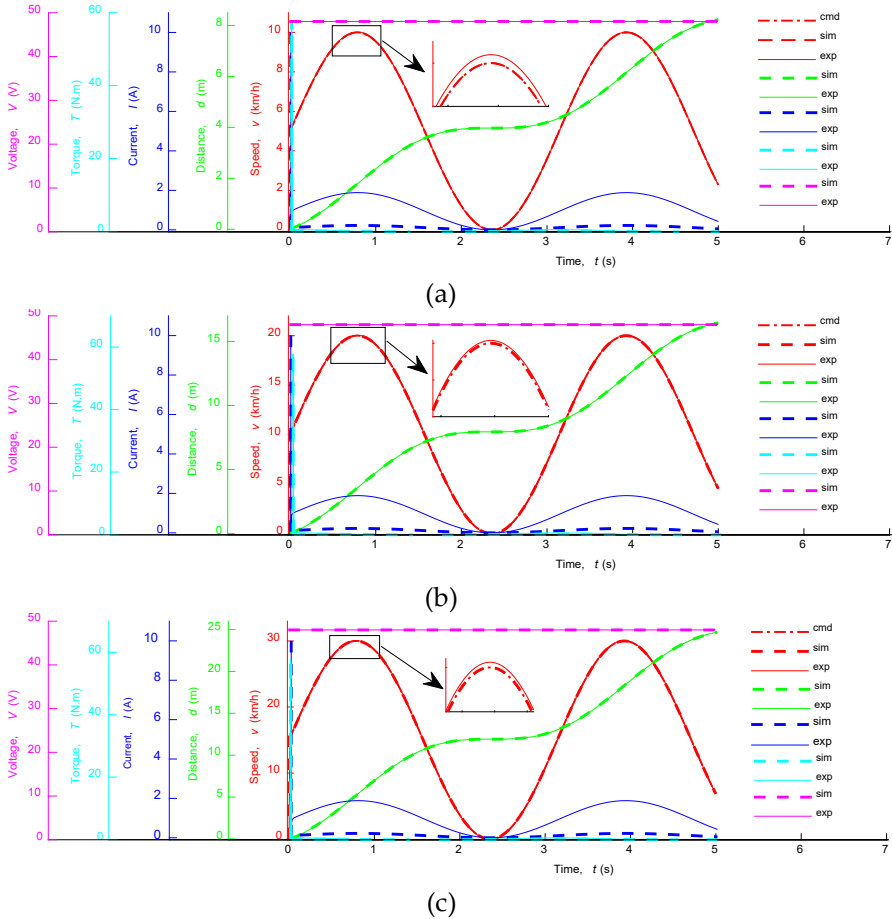 50
40
30
20
10
0
Voltage, V (V)
60
40
20
0
Torque, T (N.m)
10
8
6
4
2
0
Current, I (A)
8
6
4
2
0
Distance, d (m)
10
8
6
4
2
0
Speed, v (km/h)
0 1 2 3 4 5 6 7
Time, t (s)
cmd
sim
exp
sim
exp
sim
exp
sim
exp
sim
exp
(a)
50
40
30
20
10
0
Voltage, V (V)
60
40
20
0
Torque, T (N.m)
10
8
6
4
2
0
Current, I (A)
15
10
5
0
Distance, d (m)
20
15
10
5
0
Speed, v (km/h)
0 1 2 3 4 5 6 7
Time, t (s)
cmd
sim
exp
sim
exp
sim
exp
sim
exp
sim
exp
(b)
50
40
30
20
10
0
Voltage, V (V)
60
40
20
0
Torque, T (N.m)
10
8
6
4
2
0
Current, I (A)
25
20
15
10
5
0
Distance, d (m)
30
20
10
0
Speed, v (km/h)
0 1 2 3 4 5 6 7
Time, t (s)
cmd
sim
exp
sim
exp
sim
exp
sim
exp
sim
exp
(c)